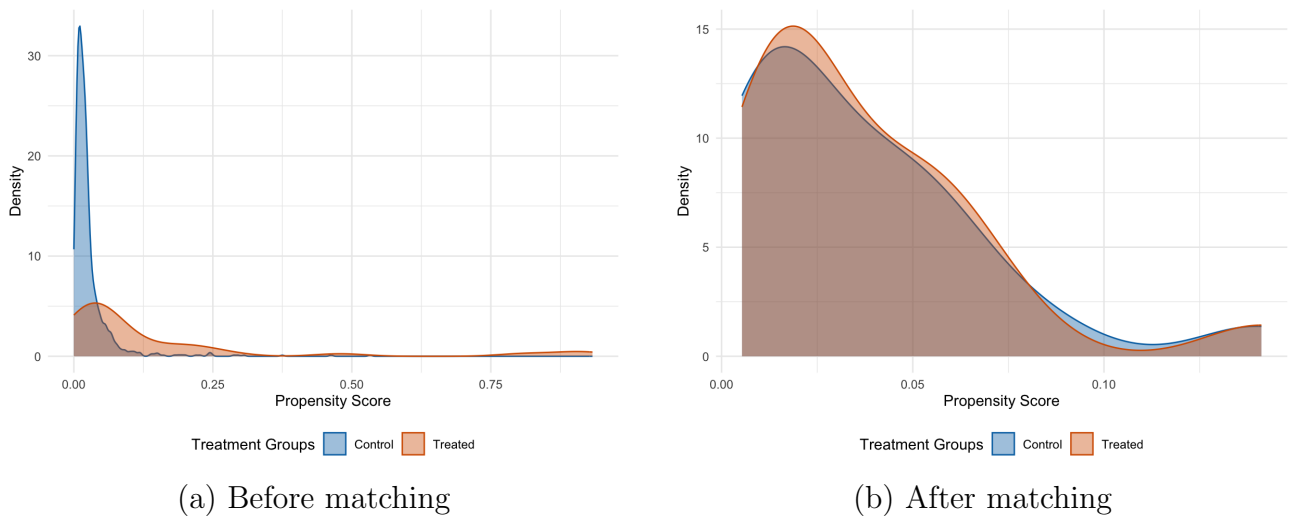 30
20
10
0
Density
0.00 0.25 0.50 0.75
Propensity Score
Treatment Groups Control Treated
(a) Before matching
15
10
5
0
Density
0.00 0.05 0.10
Propensity Score
Treatment Groups Control Treated
(b) After matching